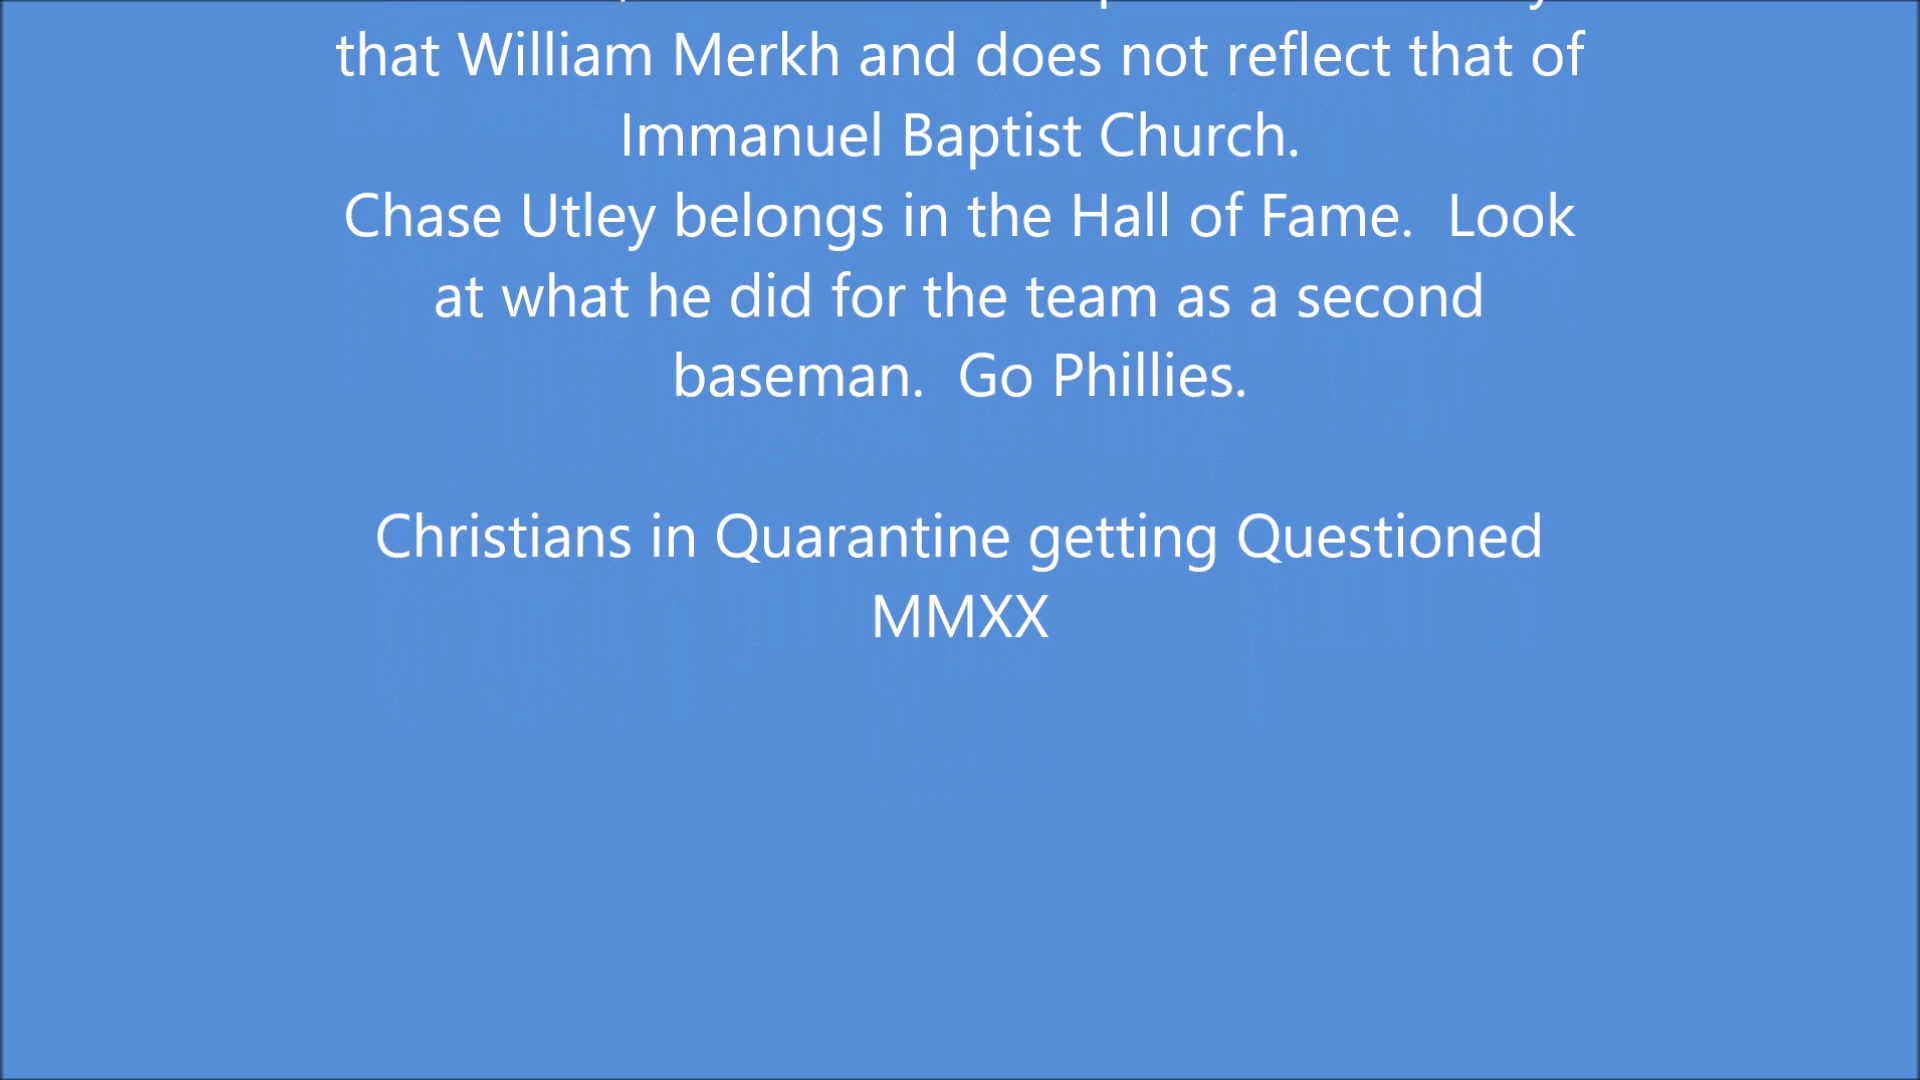 that William Merkh and does not reflect that of
Immanuel Baptist Church.
Chase Utley belongs in the Hall of Fame.  Look
at what he did for the team as a second
baseman.  Go Phillies.
Christians in Quarantine getting Questioned
MMXX